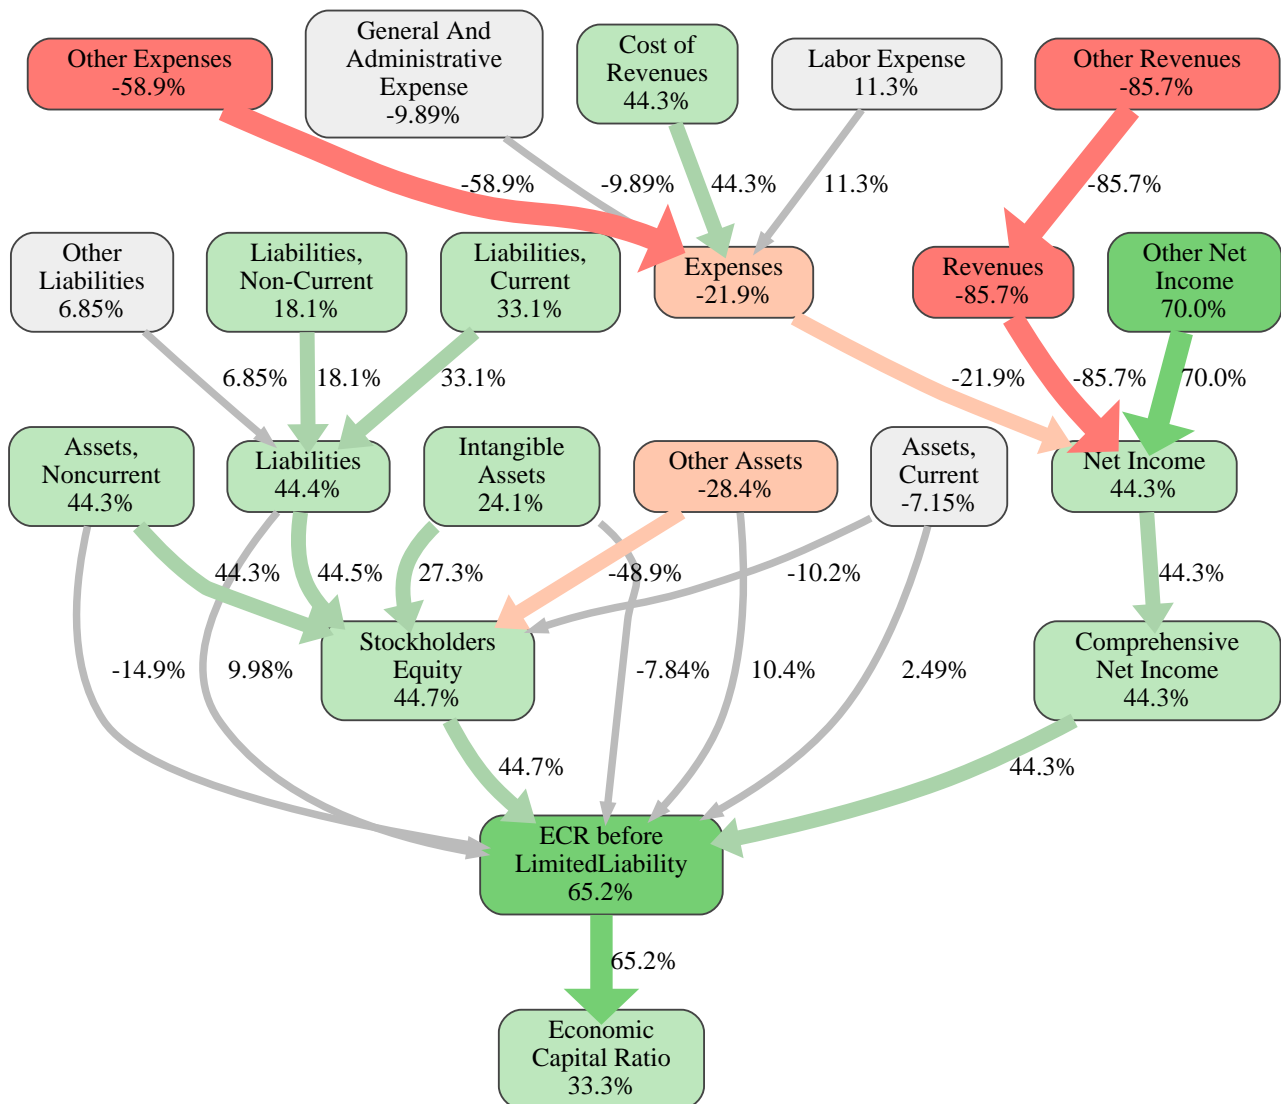 Other Expenses
-58.9%
General And
Administrative
Expense
-9.89%
Cost of
Revenues
44.3%
Labor Expense
11.3%
Other Revenues
-85.7%
-58.9%
-9.89%
44.3%
11.3%
-85.7%
Other
Liabilities
6.85%
Liabilities,
Non-Current
18.1%
Liabilities,
Current
33.1%
Expenses
-21.9%
Revenues
-85.7%
Other Net
Income
70.0%
6.85%
18.1%
33.1%
-21.9%
-85.7%
70.0%
Assets,
Noncurrent
44.3%
Liabilities
44.4%
Intangible
Assets
24.1%
Other Assets
-28.4%
Assets,
Current
-7.15%
Net Income
44.3%
44.3%
44.5%
27.3%
-48.9%
-10.2%
44.3%
-14.9%
9.98%
Stockholders
Equity
44.7%
-7.84%
10.4%
2.49%
Comprehensive
Net Income
44.3%
44.7%
44.3%
ECR before
LimitedLiability
65.2%
65.2%
Economic
Capital Ratio
33.3%